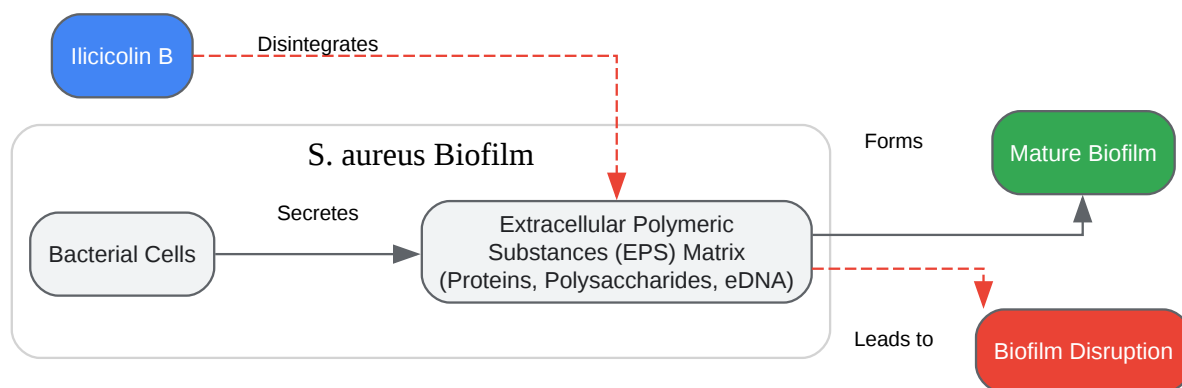 Ilicicolin B
Disintegrates
S. aureus Biofilm
Forms
Mature Biofilm
Secretes
Bacterial Cells
Extracellular Polymeric
Substances (EPS) Matrix
(Proteins, Polysaccharides, eDNA)
Leads to
Biofilm Disruption